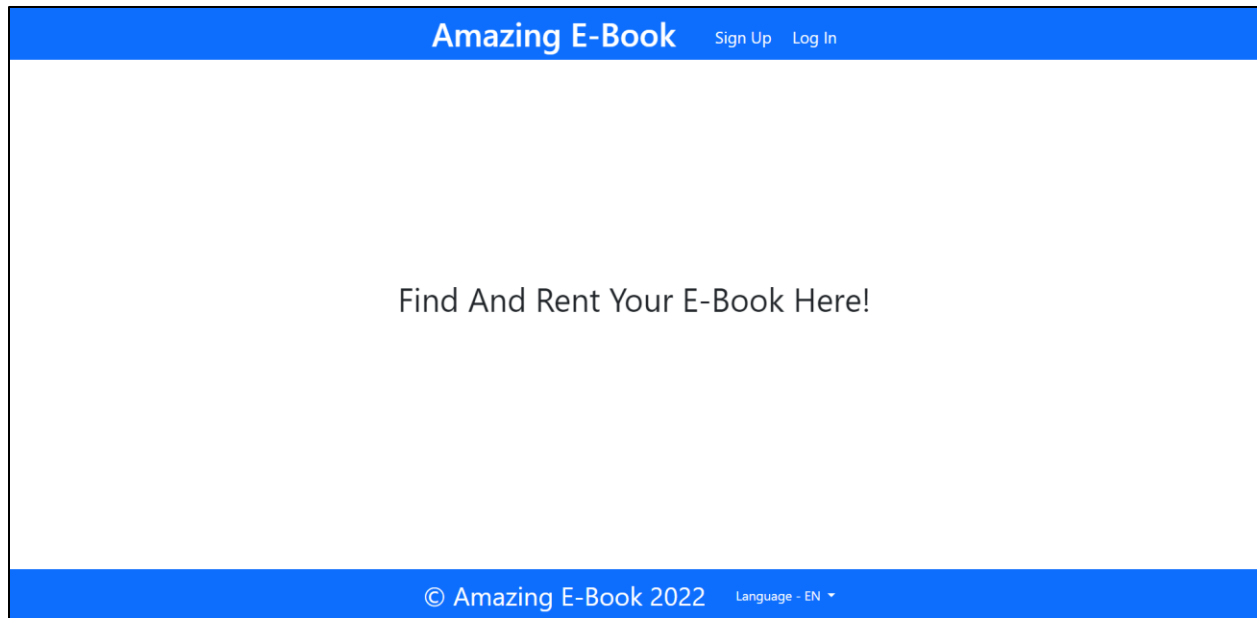 Amazing E-Book Sign Up Log In
Find And Rent Your E-Book Here!
© Amazing E-Book 2022 Language - EN